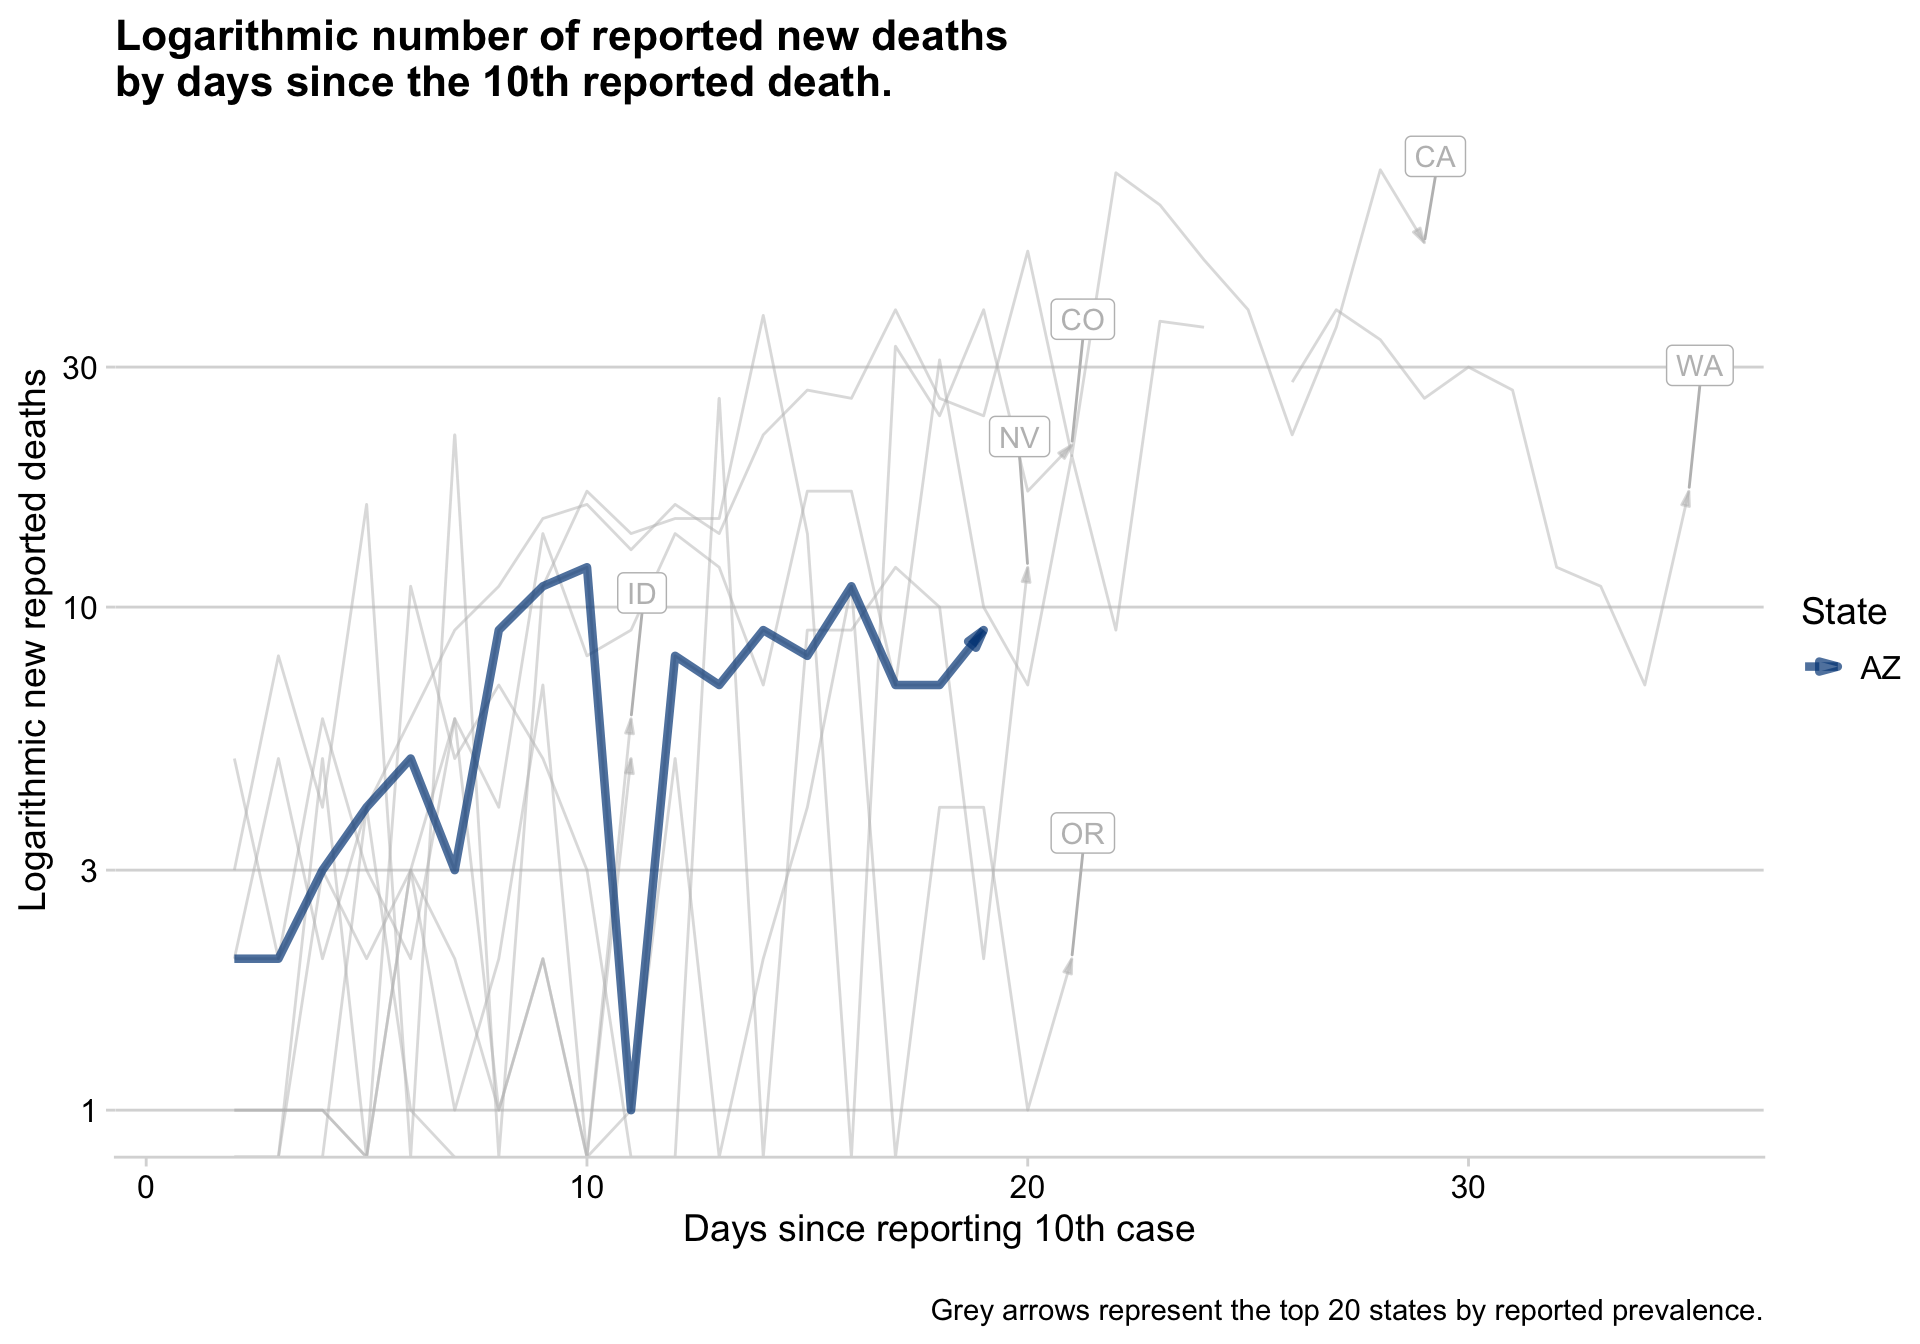 Logarithmic number of reported new deaths
by days since the 10th reported death.
CA
CO
30
WA
NV
ID
10
State
AZ
OR
3
1
Logarithmic new reported deaths
0 10 20 30
Days since reporting 10th case
Grey arrows represent the top 20 states by reported prevalence.